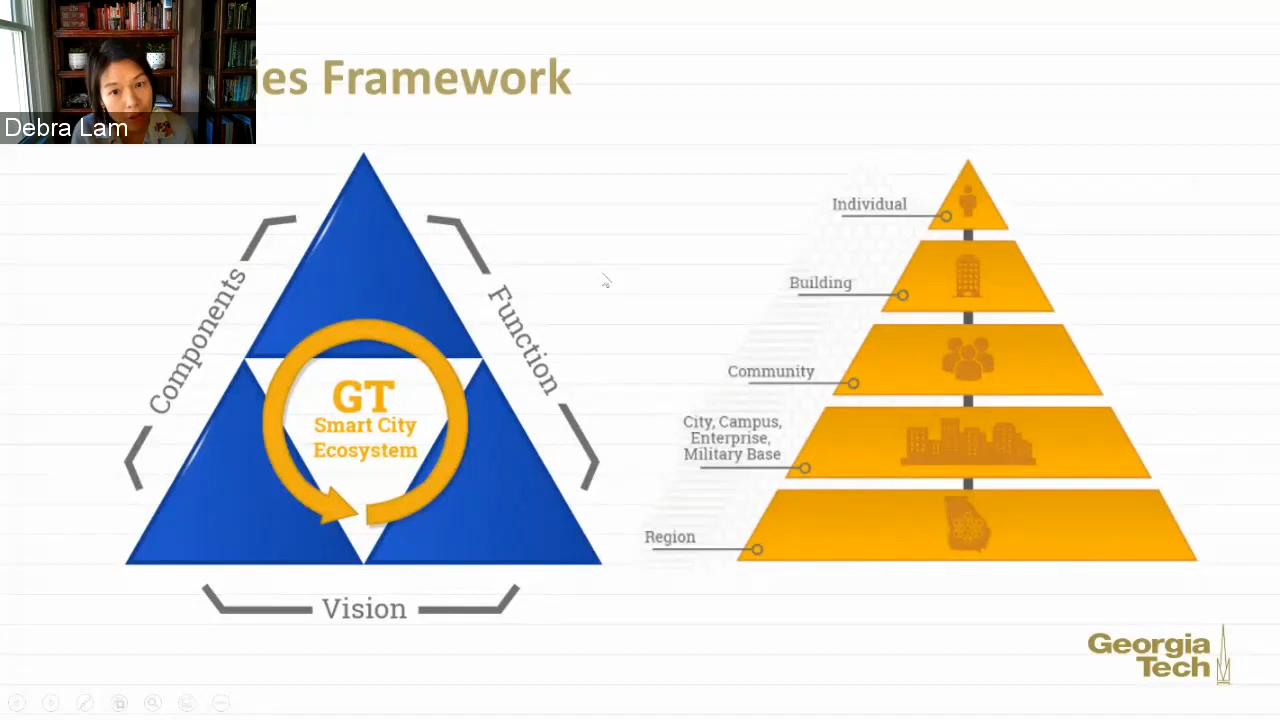 ies Framework
Debra Lam
Components
Function
GT
Smart City
Ecosystem
Vision
Individual
Building
Community
City, Campus,
Enterprise,
Military Base
Region
Georgia
Tech